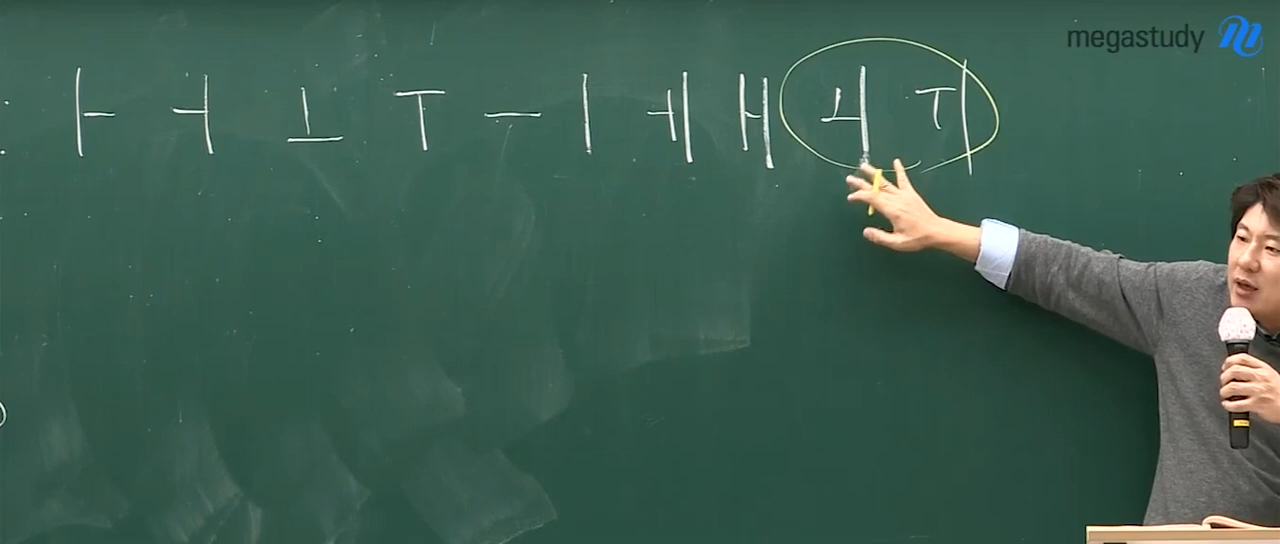 megastudy
: ㅏ ㅓ ㅗ ㅜ ㅡ ㅣ ㅔ ㅐ ㅚ ㅟ